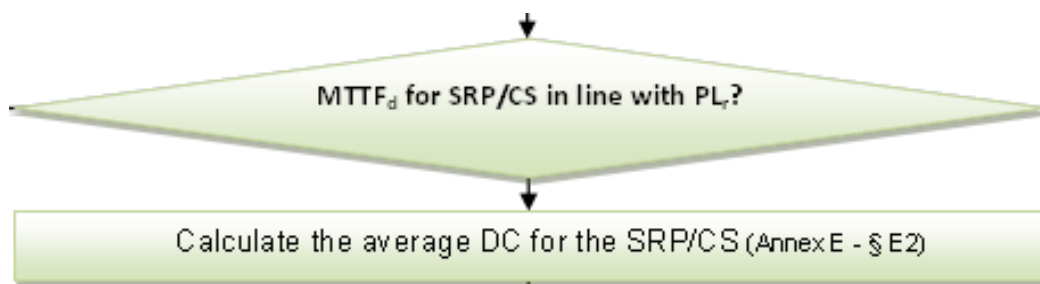 MTTFd for SRP/CS in line with PLr?
Calculate the average DC for the SRP/CS (Annex E - § E2)